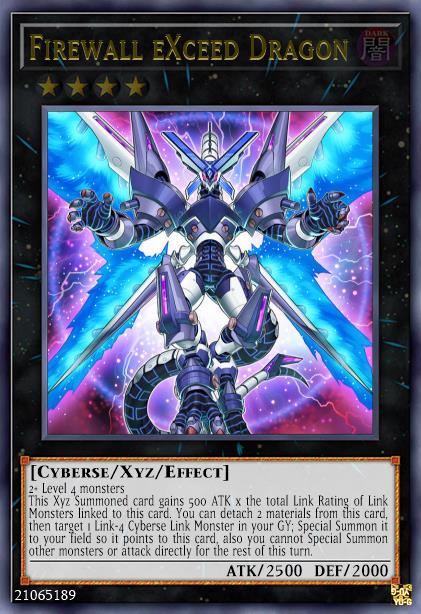 FIREWALL EXCEED DRAGON
DARK
闇
[CYBERSE/XYZ/EFFECT]
2+ Level 4 monsters
This Xyz Summoned card gains 500 ATK x the total Link Rating of Link
Monsters linked to this card. You can detach 2 materials from this card,
then target 1 Link-4 Cyberse Link Monster in your GY; Special Summon it
to your field so it points to this card, also you cannot Special Summon
other monsters or attack directly for the rest of this turn.
ATK/2500 DEF/2000
21065189